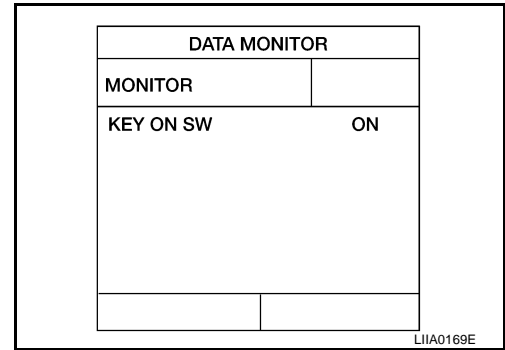 DATA MONITOR
MONITOR
KEY ON SW ON
LIIA0169E